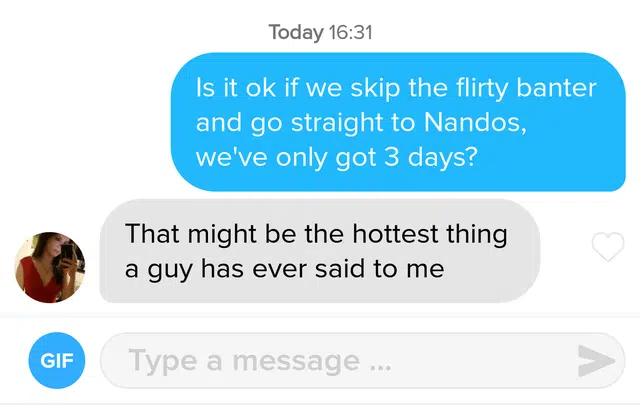 Today 16:31
Is it ok if we skip the flirty banter
and go straight to Nandos,
we've only got 3 days?
That might be the hottest thing
a guy has ever said to me
GIF
Type a message ...